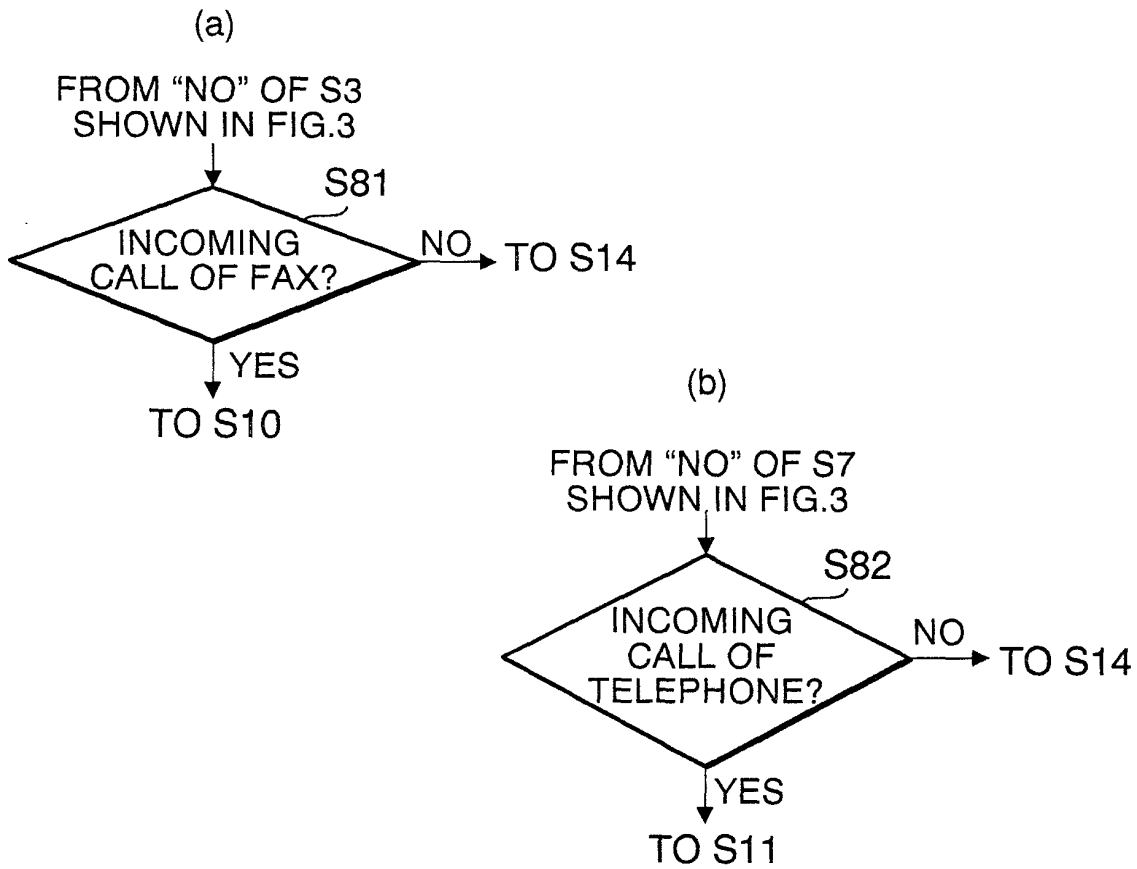 (a)
FROM “NO” OF S3
SHOWN IN FIG.3
S81
INCOMING
CALL OF FAX?
NO
TO S14
YES
TO S10
(b)
FROM “NO” OF S7
SHOWN IN FIG.3
S82
INCOMING
CALL OF
TELEPHONE?
NO
TO S14
YES
TO S11